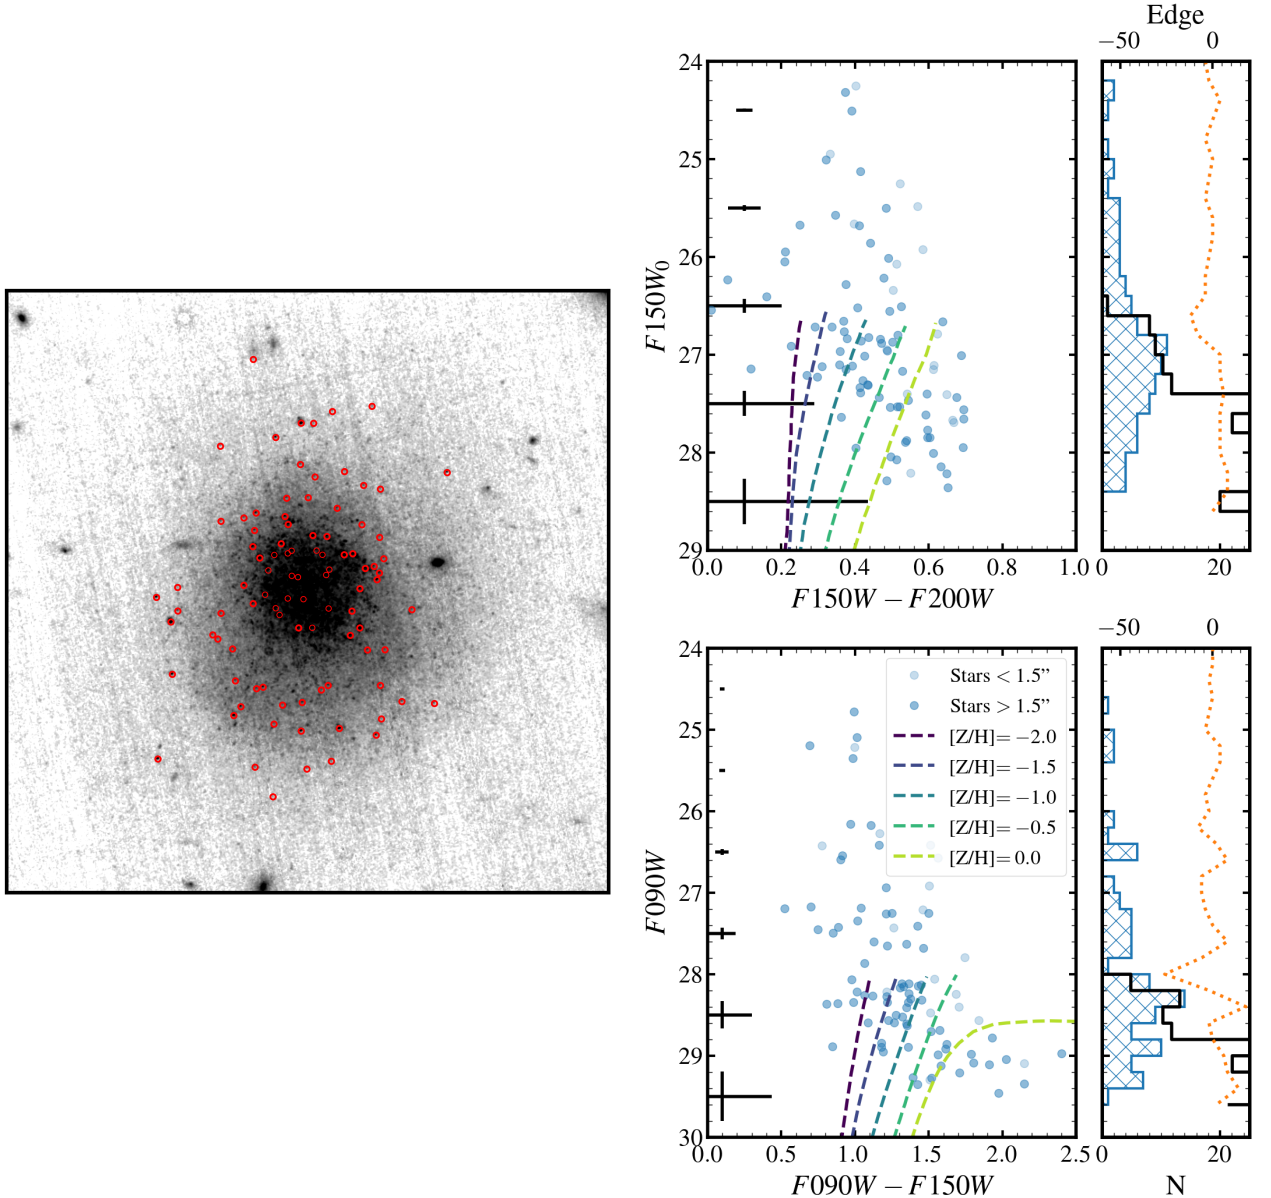 Edge
−50 0
24
25
26
27
28
29
F150W₀
0.0 0.2 0.4 0.6 0.8 1.0
0 20
F150W − F200W
−50 0
24
25
26
27
28
29
30
F090W
Stars < 1.5”
Stars > 1.5”
[Z/H]= −2.0
[Z/H]= −1.5
[Z/H]= −1.0
[Z/H]= −0.5
[Z/H]= 0.0
0.0 0.5 1.0 1.5 2.0 2.5
0 20
F090W − F150W
N